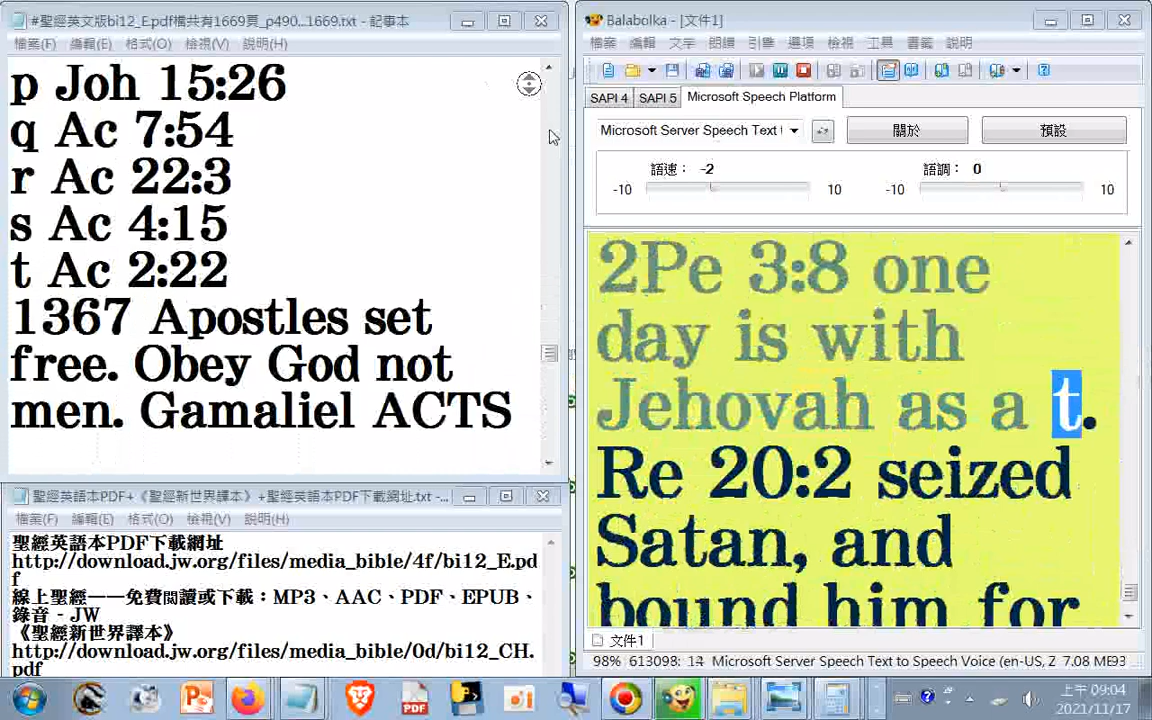 #聖經英文版bi12_E.pdf檔共有1669頁_p490...1669.txt - 記事本
檔案(F) 編輯(E) 格式(O) 檢視(V) 說明(H)
p Joh 15:26
q Ac 7:54
r Ac 22:3
s Ac 4:15
t Ac 2:22
1367 Apostles set
free. Obey God not
men. Gamaliel ACTS
聖經英語本PDF+《聖經新世界譯本》+聖經英語本PDF下載網址.txt -...
檔案(F) 編輯(E) 格式(O) 檢視(V) 說明(H)
聖經英語本PDF下載網址
http://download.jw.org/files/media_bible/4f/bi12_E.pd
f
線上聖經——免費閱讀或下載：MP3、AAC、PDF、EPUB、
錄音 - JW
《聖經新世界譯本》
http://download.jw.org/files/media_bible/0d/bi12_CH.
pdf
Balabolka - [文件1]
檔案 編輯 文字 朗讀 引擎 選項 檢視 工具 書籤 說明
SAPI 4 SAPI 5 Microsoft Speech Platform
Microsoft Server Speech Text 關於 預設
語速： -2 語調： 0
-10 10 -10 10
2Pe 3:8 one
day is with
Jehovah as a t.
Re 20:2 seized
Satan, and
bound him for
文件1
98% 613098: 14 Microsoft Server Speech Text to Speech Voice (en-US, Z 7.08 ME93
上午 09:04
2021/11/17